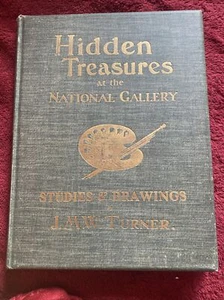 Hidden
Treasures
at the
NATIONAL GALLERY
STUDIES & DRAWINGS
J.M.W. TURNER.